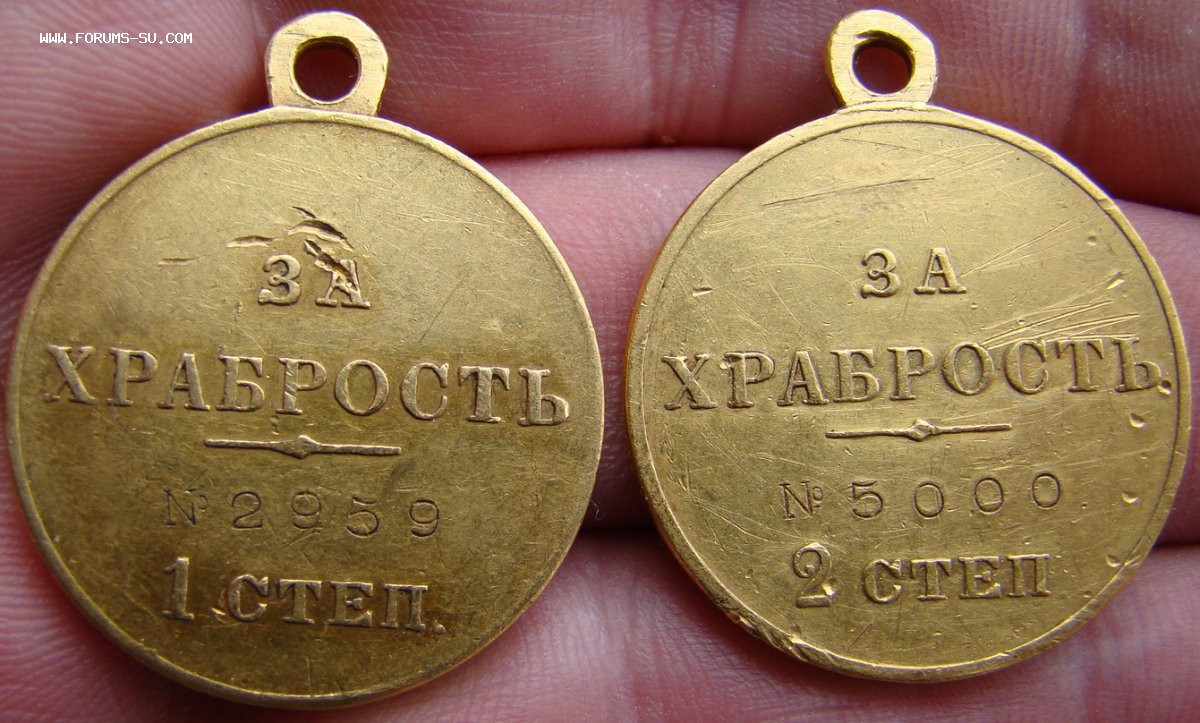 WWW.FORUMS-SU.COM
ЗА
ХРАБРОСТЬ
№ 2959
1 СТЕП.
ЗА
ХРАБРОСТЬ
№ 5000
2 СТЕП